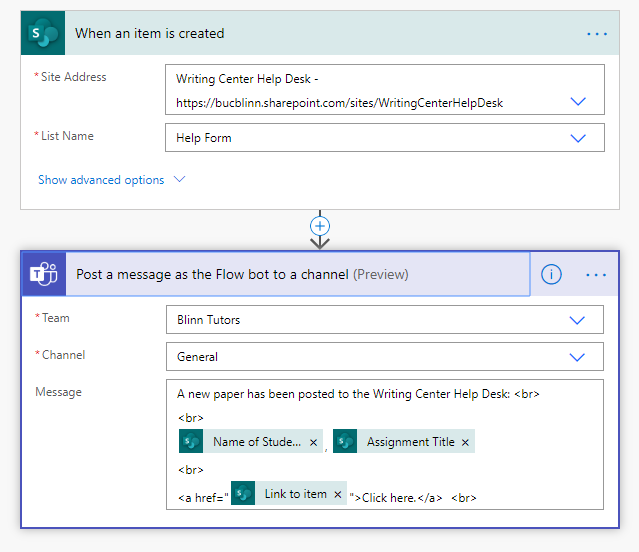 When an item is created
* Site Address
Writing Center Help Desk -
https://bucblinn.sharepoint.com/sites/WritingCenterHelpDesk
* List Name
Help Form
Show advanced options
Post a message as the Flow bot to a channel (Preview)
* Team
Blinn Tutors
* Channel
General
Message
A new paper has been posted to the Writing Center Help Desk: <br>
<br>
Name of Stude... × , Assignment Title ×
<br>
<a href=" Link to item × ">Click here.</a> <br>